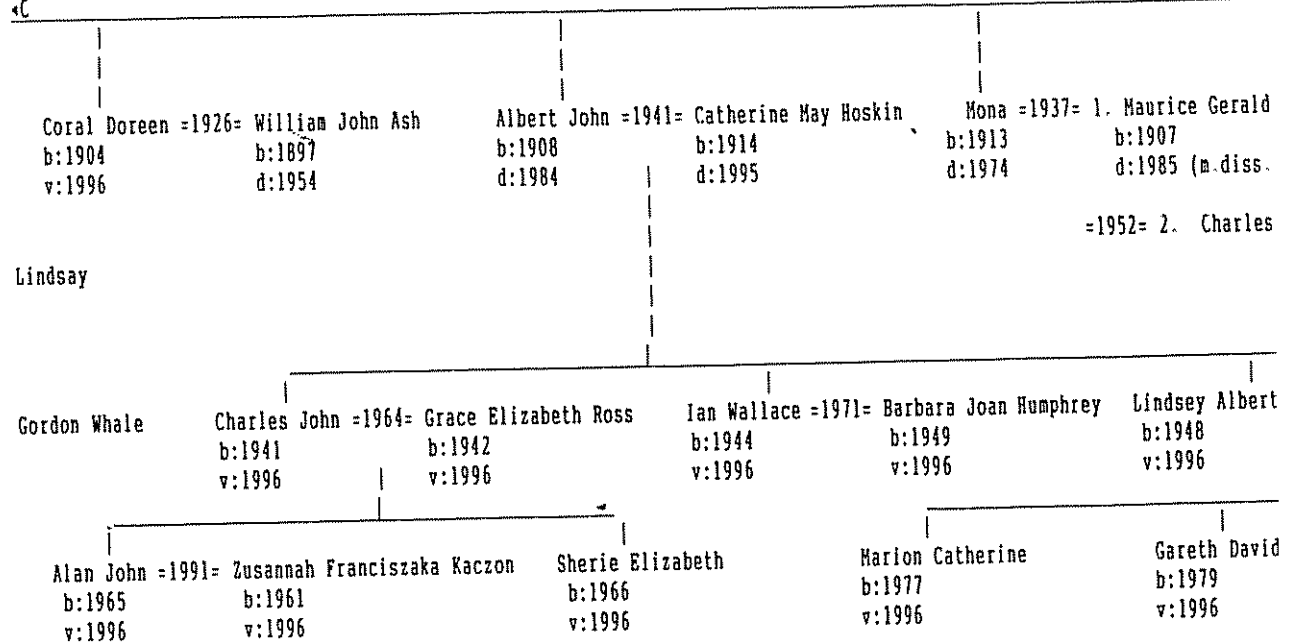 ◄C
Coral Doreen =1926= William John Ash Albert John =1941= Catherine May Hoskin Mona =1937= 1. Maurice Gerald
b:1904 b:1897 b:1908 b:1914 b:1913 b:1907
v:1996 d:1954 d:1984 d:1995 d:1974 d:1985 (m.diss.
=1952= 2. Charles
Lindsay
Gordon Whale Charles John =1964= Grace Elizabeth Ross Ian Wallace =1971= Barbara Joan Humphrey Lindsey Albert
b:1941 b:1942 b:1944 b:1949 b:1948
v:1996 v:1996 v:1996 v:1996 v:1996
Alan John =1991= Zusannah Franciszaka Kaczon Sherie Elizabeth Marion Catherine Gareth David
b:1965 b:1961 b:1966 b:1977 b:1979
v:1996 v:1996 v:1996 v:1996 v:1996